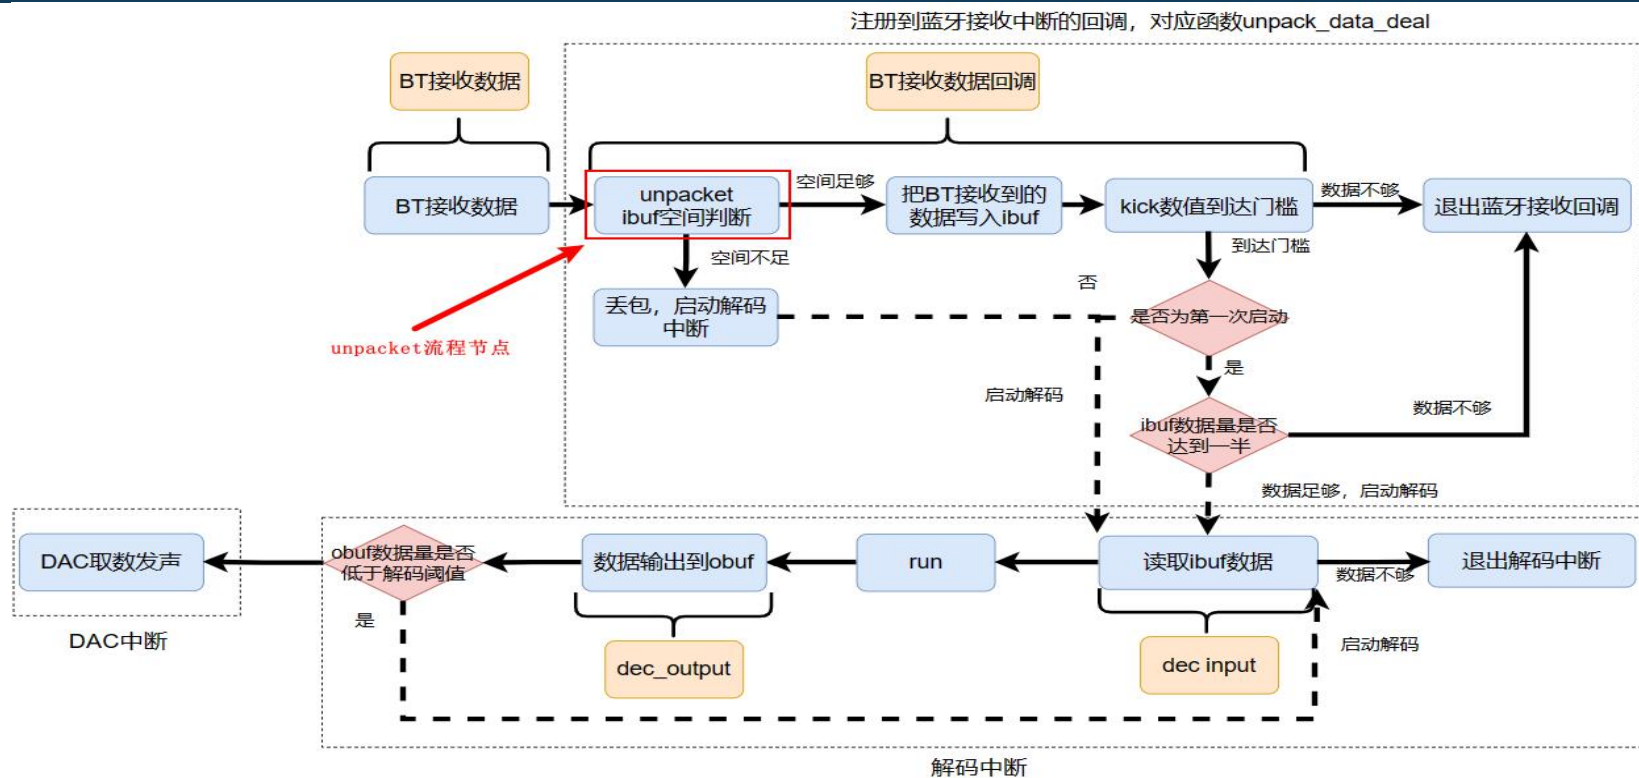 注册到蓝牙接收中断的回调，对应函数unpack_data_deal
BT接收数据
BT接收数据回调
BT接收数据
unpacket
ibuf空间判断
空间足够
把BT接收到的
数据写入ibuf
kick数值到达门槛
数据不够
退出蓝牙接收回调
空间不足
到达门槛
丢包，启动解码
中断
否
是否为第一次启动
unpacket流程节点
是
启动解码
ibuf数据量是否
达到一半
数据不够
数据足够，启动解码
DAC取数发声
obuf数据量是否
低于解码阈值
数据输出到obuf
run
读取ibuf数据
数据不够
退出解码中断
是
DAC中断
dec_output
dec input
启动解码
解码中断